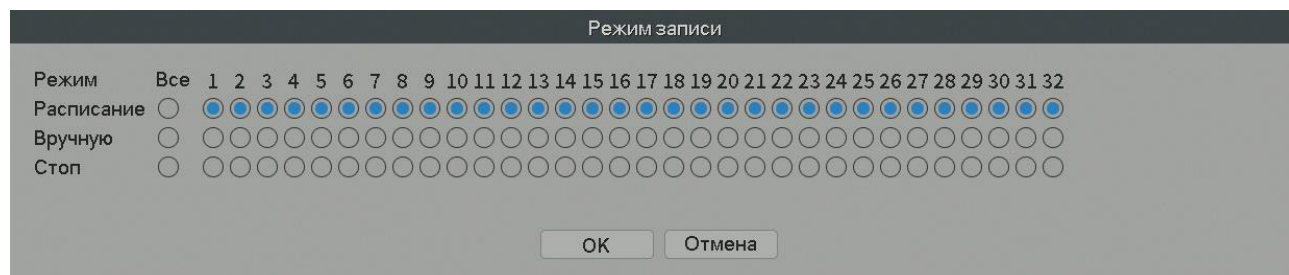 Режим записи
Режим Все 1 2 3 4 5 6 7 8 9 10 11 12 13 14 15 16 17 18 19 20 21 22 23 24 25 26 27 28 29 30 31 32
Расписание
Вручную
Стоп
OK Отмена